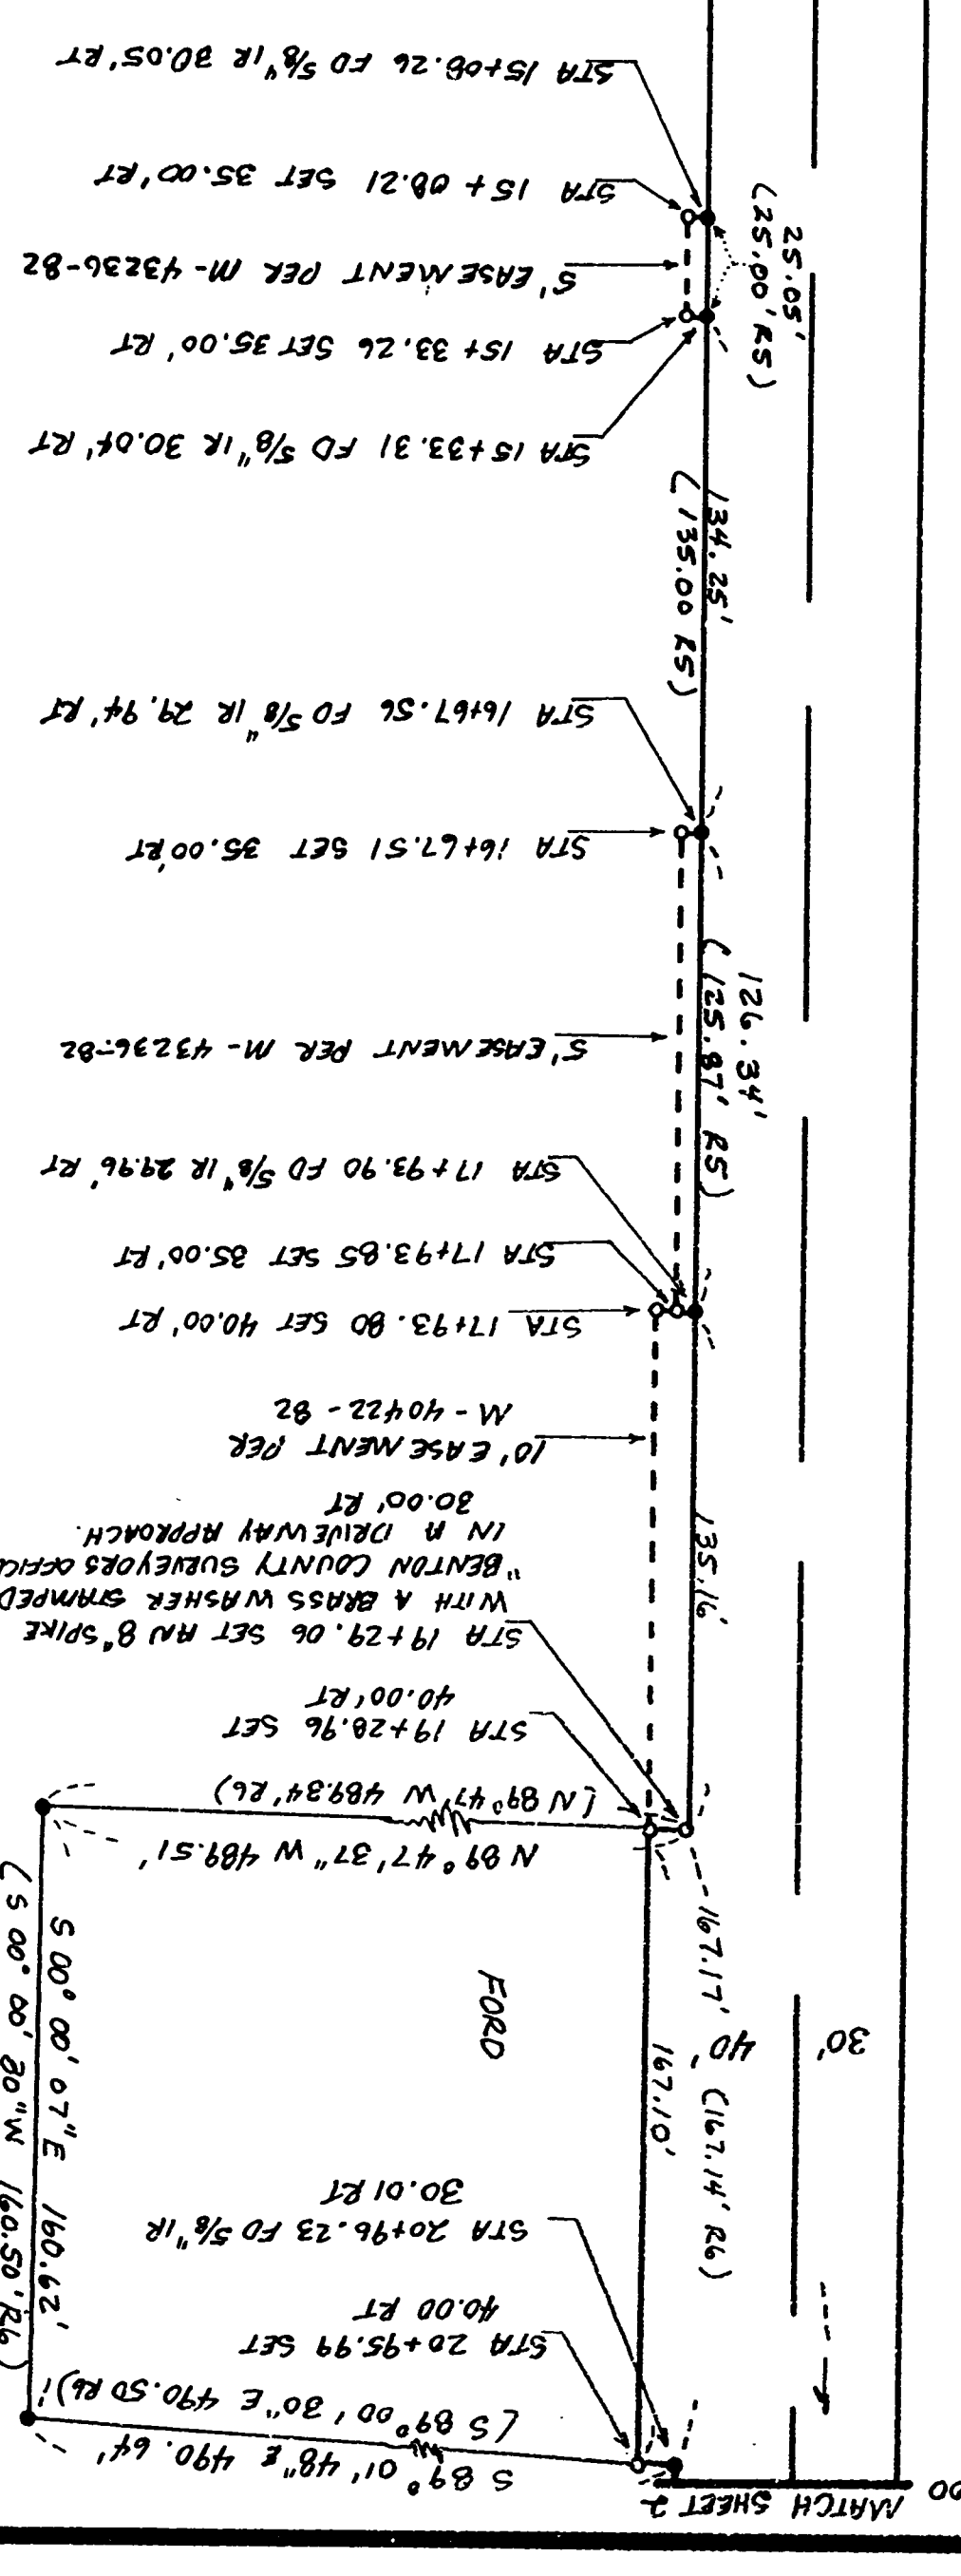 STA 15+08.26 FD 5/8" IR 30.05' RT
STA 15+08.21 SET 35.00' RT
5' EASEMENT PER M-43236-82
STA 15+33.26 SET 35.00' RT
STA 15+33.31 FD 5/8" IR 30.04' RT
25.05'
(25.00' R5)
134.25'
(135.00 R5)
STA 16+67.56 FD 5/8" IR 29.94' RT
STA 16+67.51 SET 35.00' RT
126.34'
(125.87' R5)
5' EASEMENT PER M-43236-82
STA 17+93.90 FD 5/8" IR 29.96' RT
STA 17+93.85 SET 35.00' RT
STA 17+93.80 SET 40.00' RT
10' EASEMENT PER
M-40422-82
135.16'
STA 19+29.06 SET AN 8" SPIKE
WITH A BRASS WASHER STAMPED
"BENTON COUNTY SURVEYORS OFFIC
IN A DRIVEWAY APPROACH.
30.00' RT
STA 19+28.96 SET
40.00' RT
(N 89° 47' W 489.34' R6)
N 89° 47' 37" W 489.51'
S 00° 00' 07" E 160.62'
(S 00° 00' 20" W 160.50' R6)
FORD
167.17'
(167.14' R6)
167.10'
40'
30'
STA 20+96.23 FD 5/8" IR
30.01 RT
STA 20+95.99 SET
40.00 RT
(S 89° 00' 30" E 490.50 R6)
S 89° 01' 48" E 490.64'
MATCH SHEET 2
00